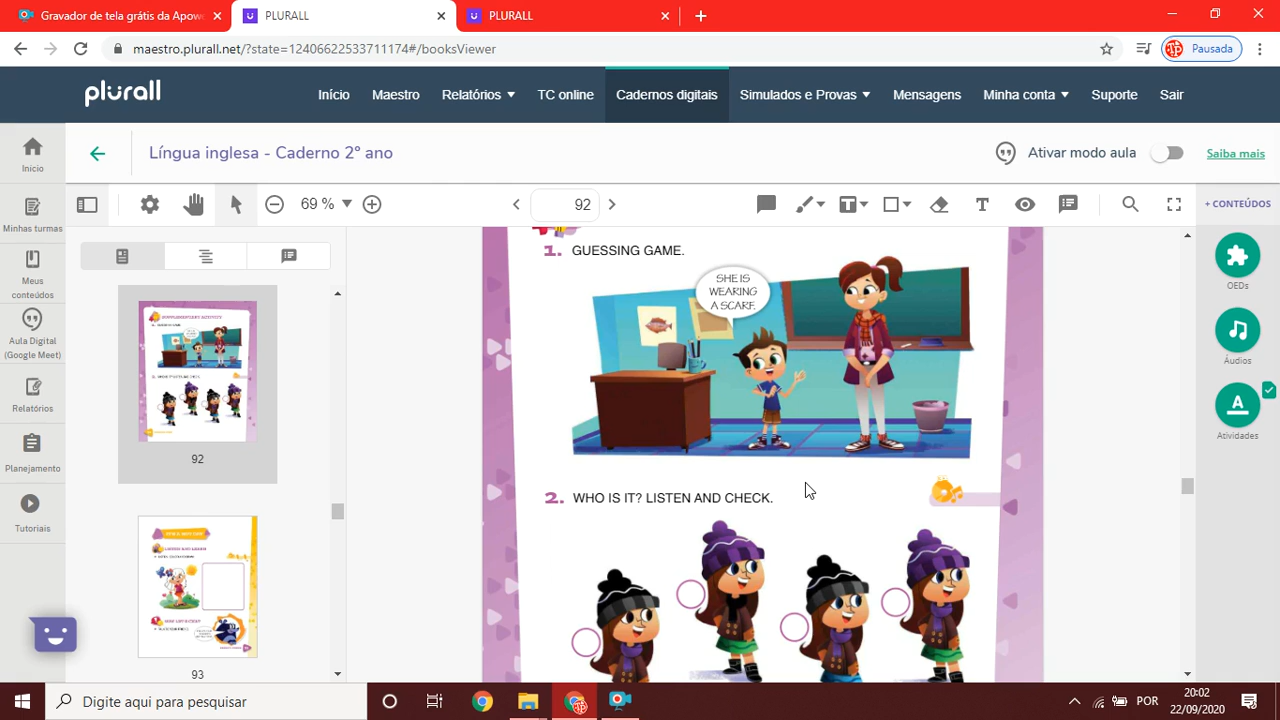 Gravador de tela grátis da Apowe
PLURALL
PLURALL
maestro.plurall.net/?state=12406622533711174#/booksViewer
Pausada
plurall
Início
Maestro
Relatórios
TC online
Cadernos digitais
Simulados e Provas
Mensagens
Minha conta
Suporte
Sair
Início
Língua inglesa - Caderno 2º ano
Ativar modo aula
Saiba mais
Minhas turmas
69 %
92
+ CONTEÚDOS
Meus conteúdos
Aula Digital (Google Meet)
Relatórios
Planejamento
Tutoriais
92
93
1. GUESSING GAME.
SHE IS
WEARING
A SCARF.
2. WHO IS IT? LISTEN AND CHECK.
OEDs
Áudios
Atividades
Digite aqui para pesquisar
POR
20:02
22/09/2020